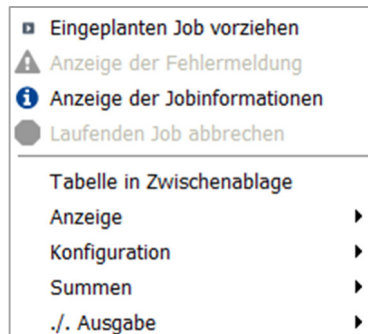 Eingeplanten Job vorziehen
Anzeige der Fehlermeldung
Anzeige der Jobinformationen
Laufenden Job abbrechen
Tabelle in Zwischenablage
Anzeige
Konfiguration
Summen
./. Ausgabe